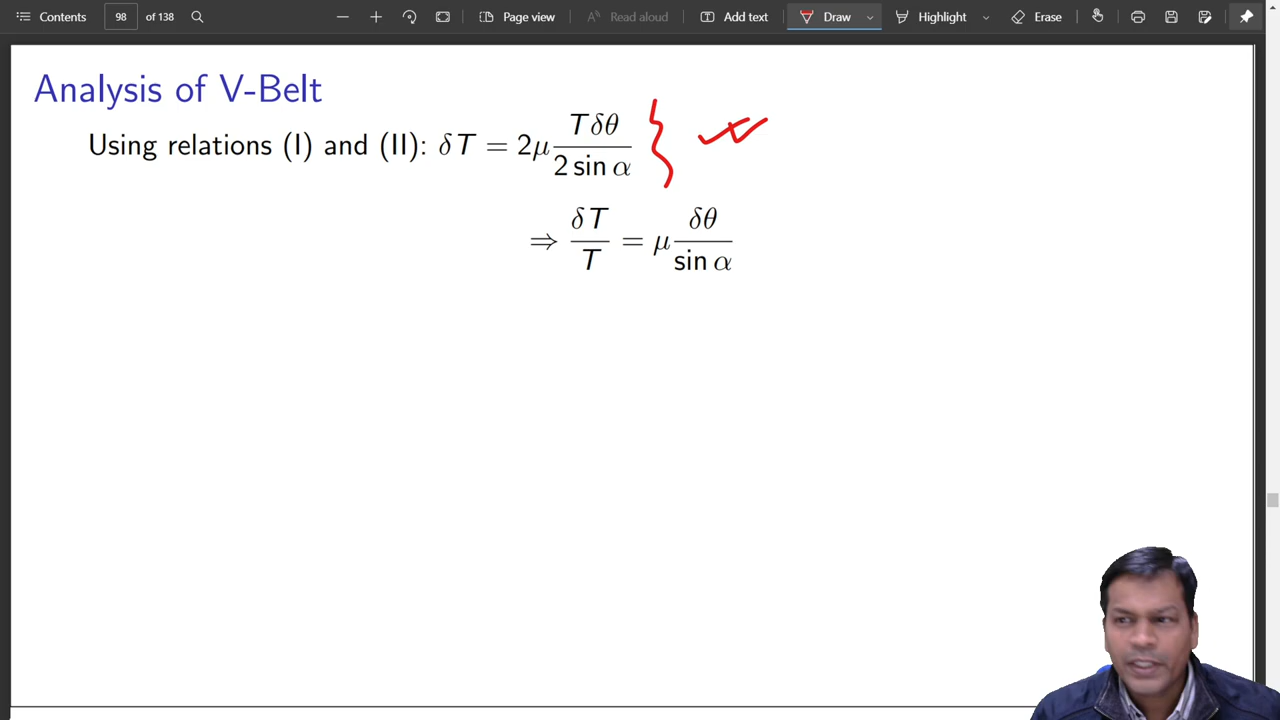 Contents 98 of 138 Page view Read aloud Add text Draw Highlight Erase
Analysis of V-Belt
Using relations (I) and (II): δT = 2μ Tδθ / 2 sin α
⇒ δT / T = μ δθ / sin α